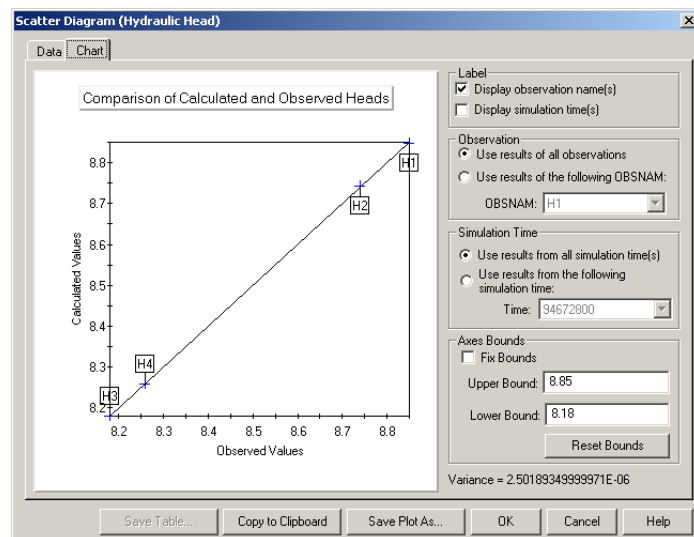 Scatter Diagram (Hydraulic Head)
Data
Chart
Comparison of Calculated and Observed Heads
8.8
8.7
8.6
8.5
8.4
8.3
8.2
Calculated Values
H1
H2
H4
H3
8.2 8.3 8.4 8.5 8.6 8.7 8.8
Observed Values
Label
Display observation name(s)
Display simulation time(s)
Observation
Use results of all observations
Use results of the following OBSNAM:
OBSNAM: H1
Simulation Time
Use results from all simulation time(s)
Use results from the following
simulation time:
Time: 94672800
Axes Bounds
Fix Bounds
Upper Bound: 8.85
Lower Bound: 8.18
Reset Bounds
Variance = 2.50189349999971E-06
Save Table...
Copy to Clipboard
Save Plot As...
OK
Cancel
Help